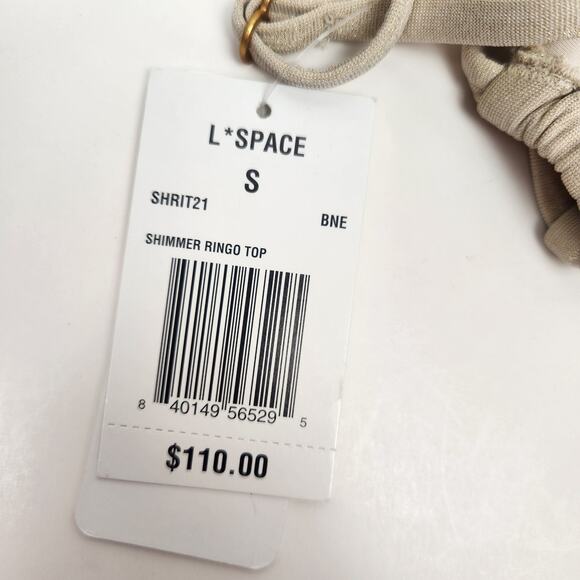 L*SPACE
S
SHRIT21 BNE
SHIMMER RINGO TOP
8 40149 56529 5
$110.00